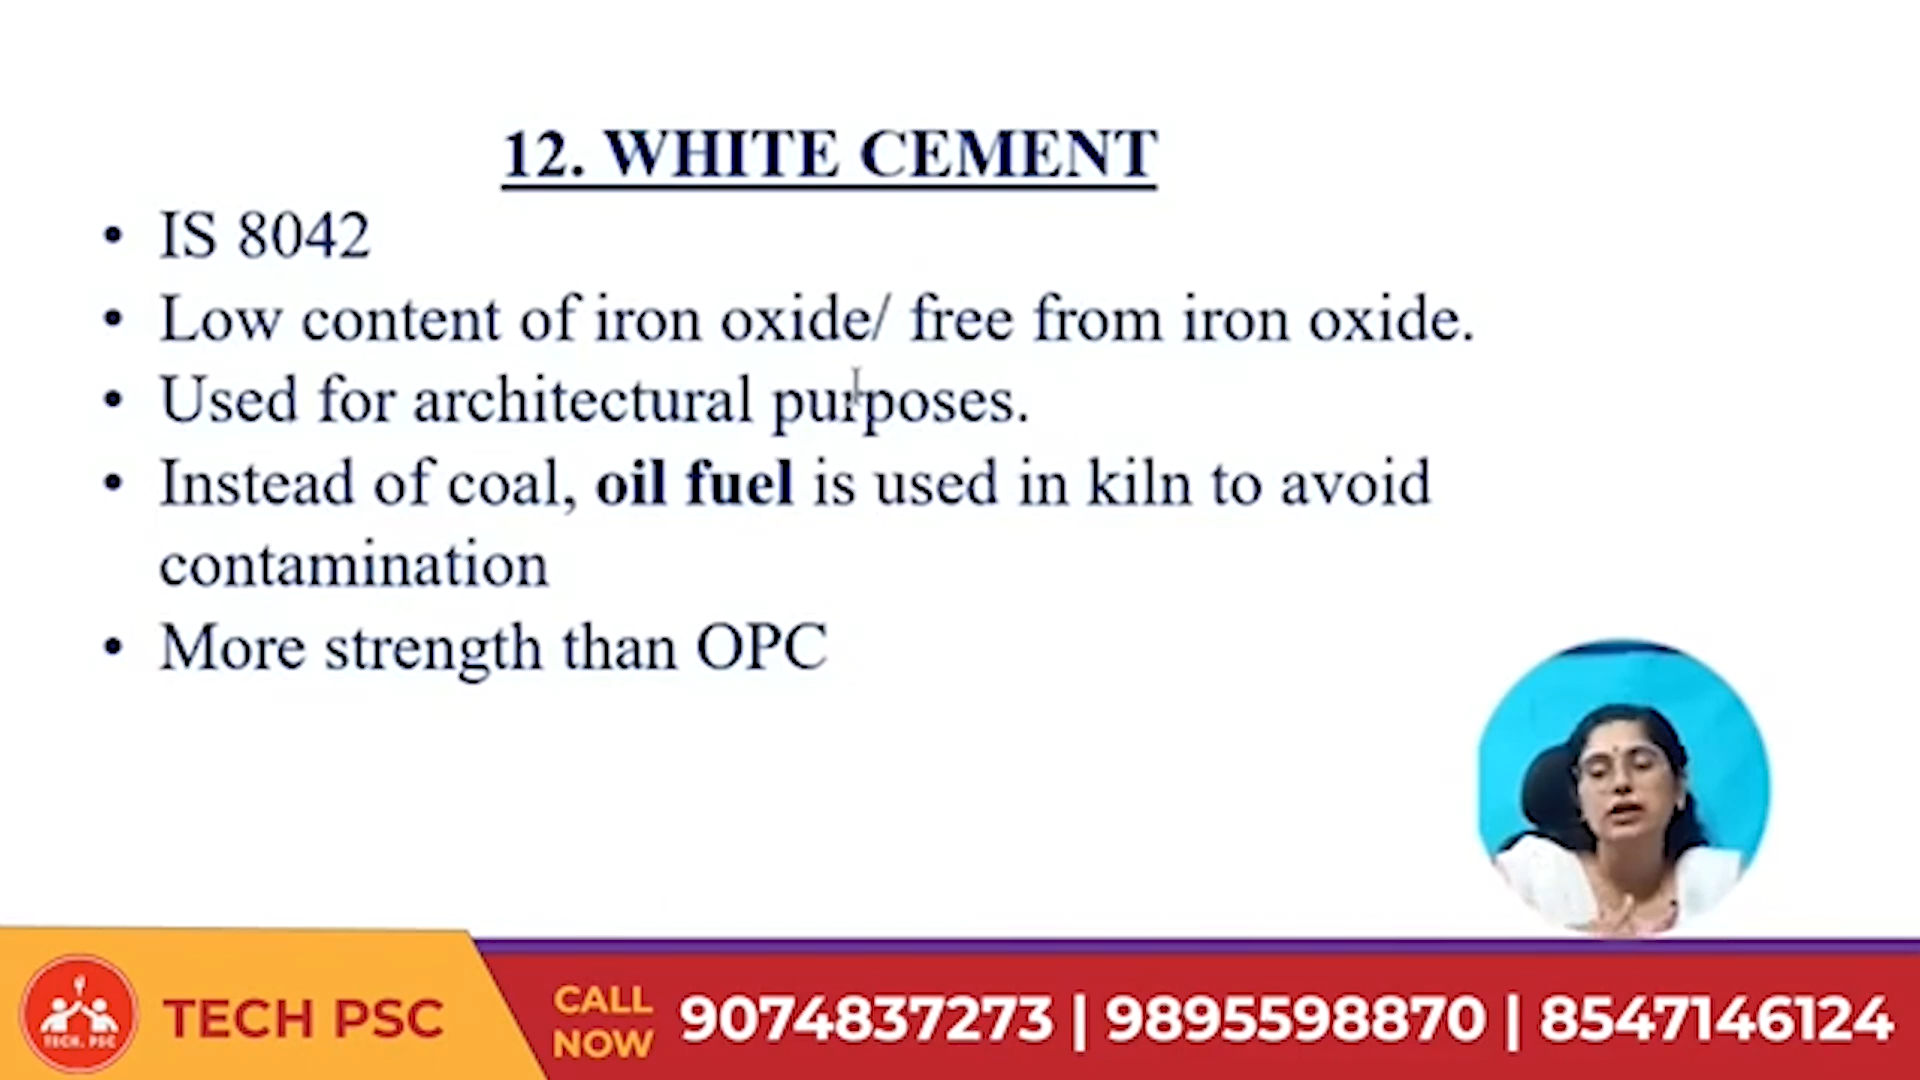 12. WHITE CEMENT
• IS 8042
• Low content of iron oxide/ free from iron oxide.
• Used for architectural purposes.
• Instead of coal, oil fuel is used in kiln to avoid
contamination
• More strength than OPC
TECH. PSC
TECH PSC
CALL
NOW
9074837273 | 9895598870 | 8547146124